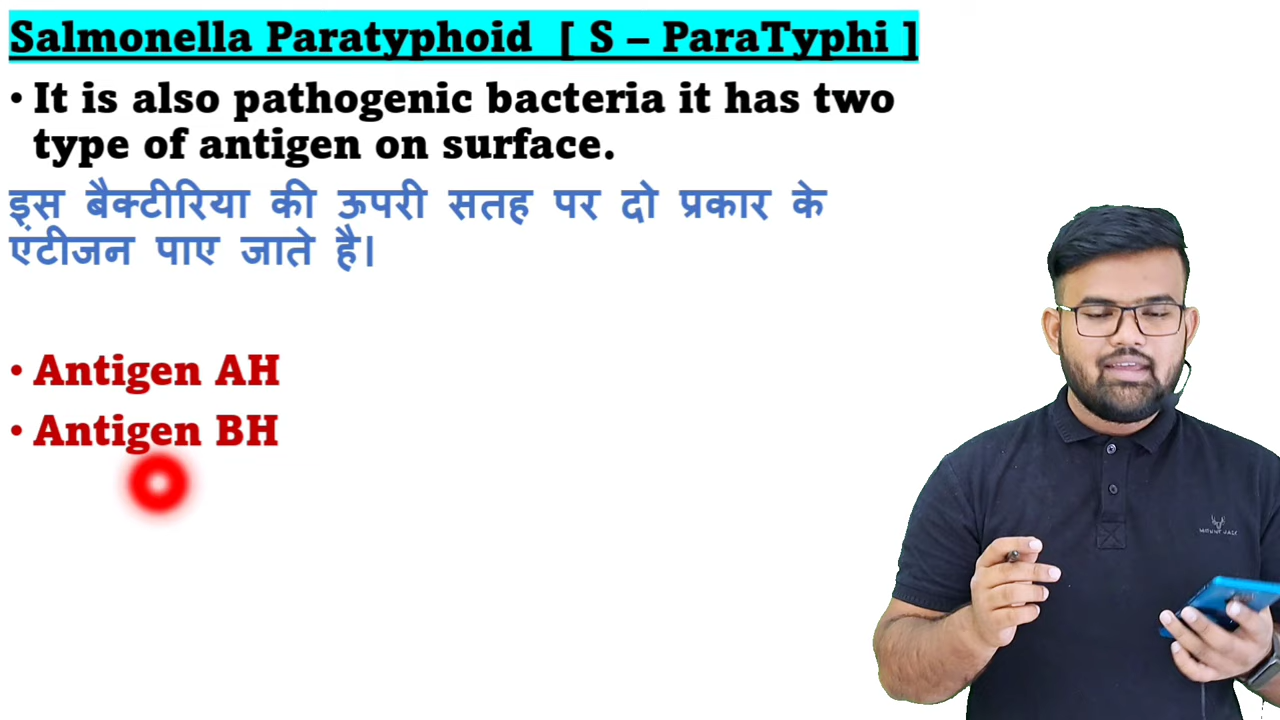 Salmonella Paratyphoid [ S – ParaTyphi ]
• It is also pathogenic bacteria it has two
type of antigen on surface.
इस बैक्टीरिया की ऊपरी सतह पर दो प्रकार के
एंटीजन पाए जाते है।
• Antigen AH
• Antigen BH